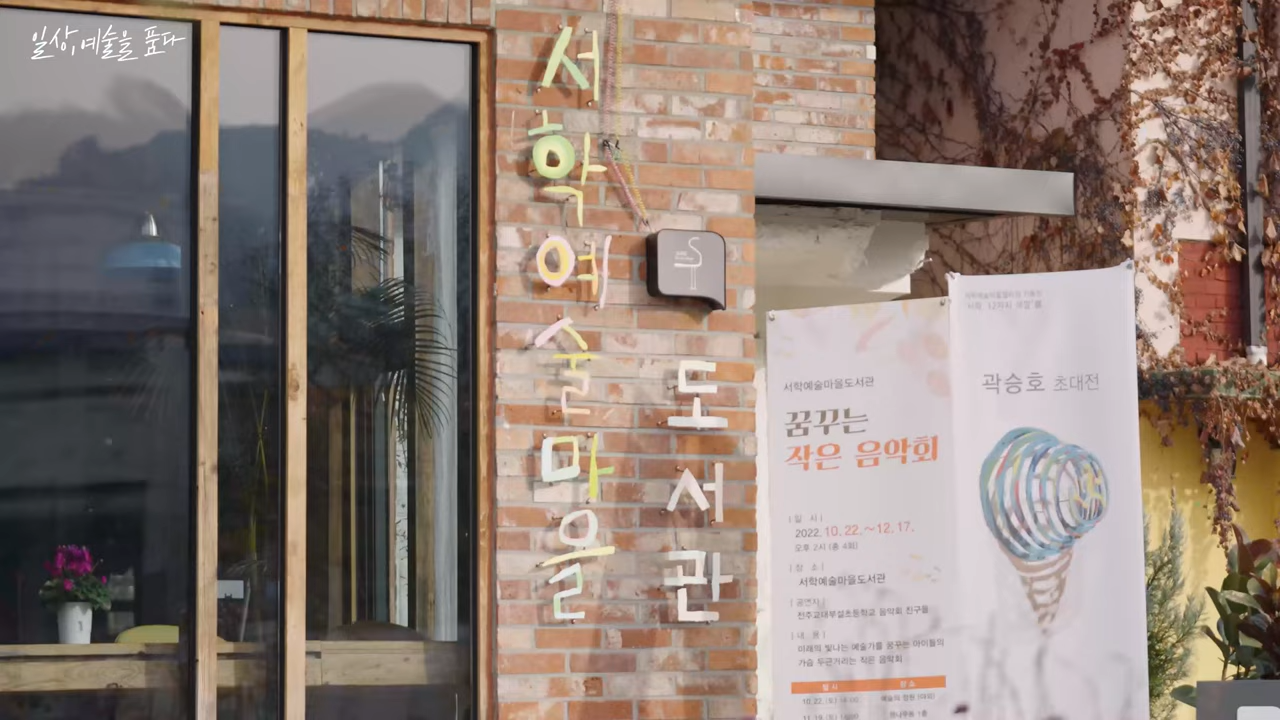 일상, 예술을 품다
서학예술마을
도서관
서학예술마을도서관
꿈꾸는
작은 음악회
| 일 시 |
2022. 10. 22.~12. 17.
오후 2시 (총 4회)
| 장 소 |
서학예술마을도서관
| 공연자 |
전주교대부설초등학교 음악회 친구들
| 내 용 |
미래의 빛나는 예술가를 꿈꾸는 아이들의
가슴 두근거리는 작은 음악회
일시 장소
곽승호 초대전